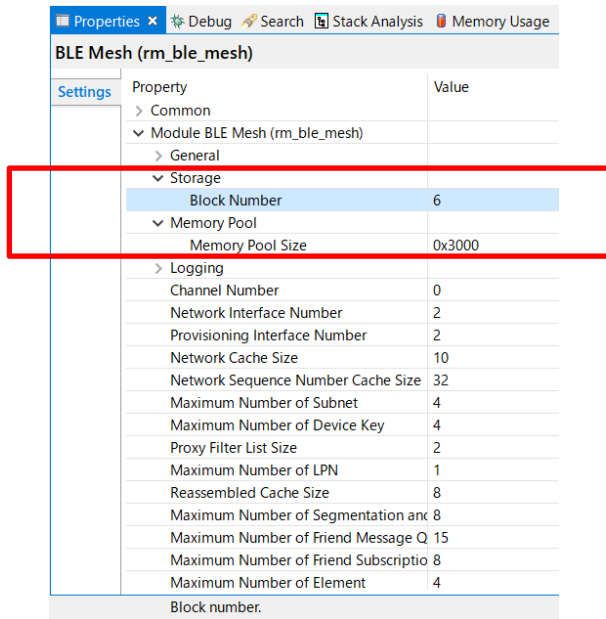 Properties Debug Search Stack Analysis Memory Usage
BLE Mesh (rm_ble_mesh)
Settings
Property Value
Common
Module BLE Mesh (rm_ble_mesh)
General
Storage
Block Number 6
Memory Pool
Memory Pool Size 0x3000
Logging
Channel Number 0
Network Interface Number 2
Provisioning Interface Number 2
Network Cache Size 10
Network Sequence Number Cache Size 32
Maximum Number of Subnet 4
Maximum Number of Device Key 4
Proxy Filter List Size 2
Maximum Number of LPN 1
Reassembled Cache Size 8
Maximum Number of Segmentation and 8
Maximum Number of Friend Message Q 15
Maximum Number of Friend Subscriptio 8
Maximum Number of Element 4
Block number.